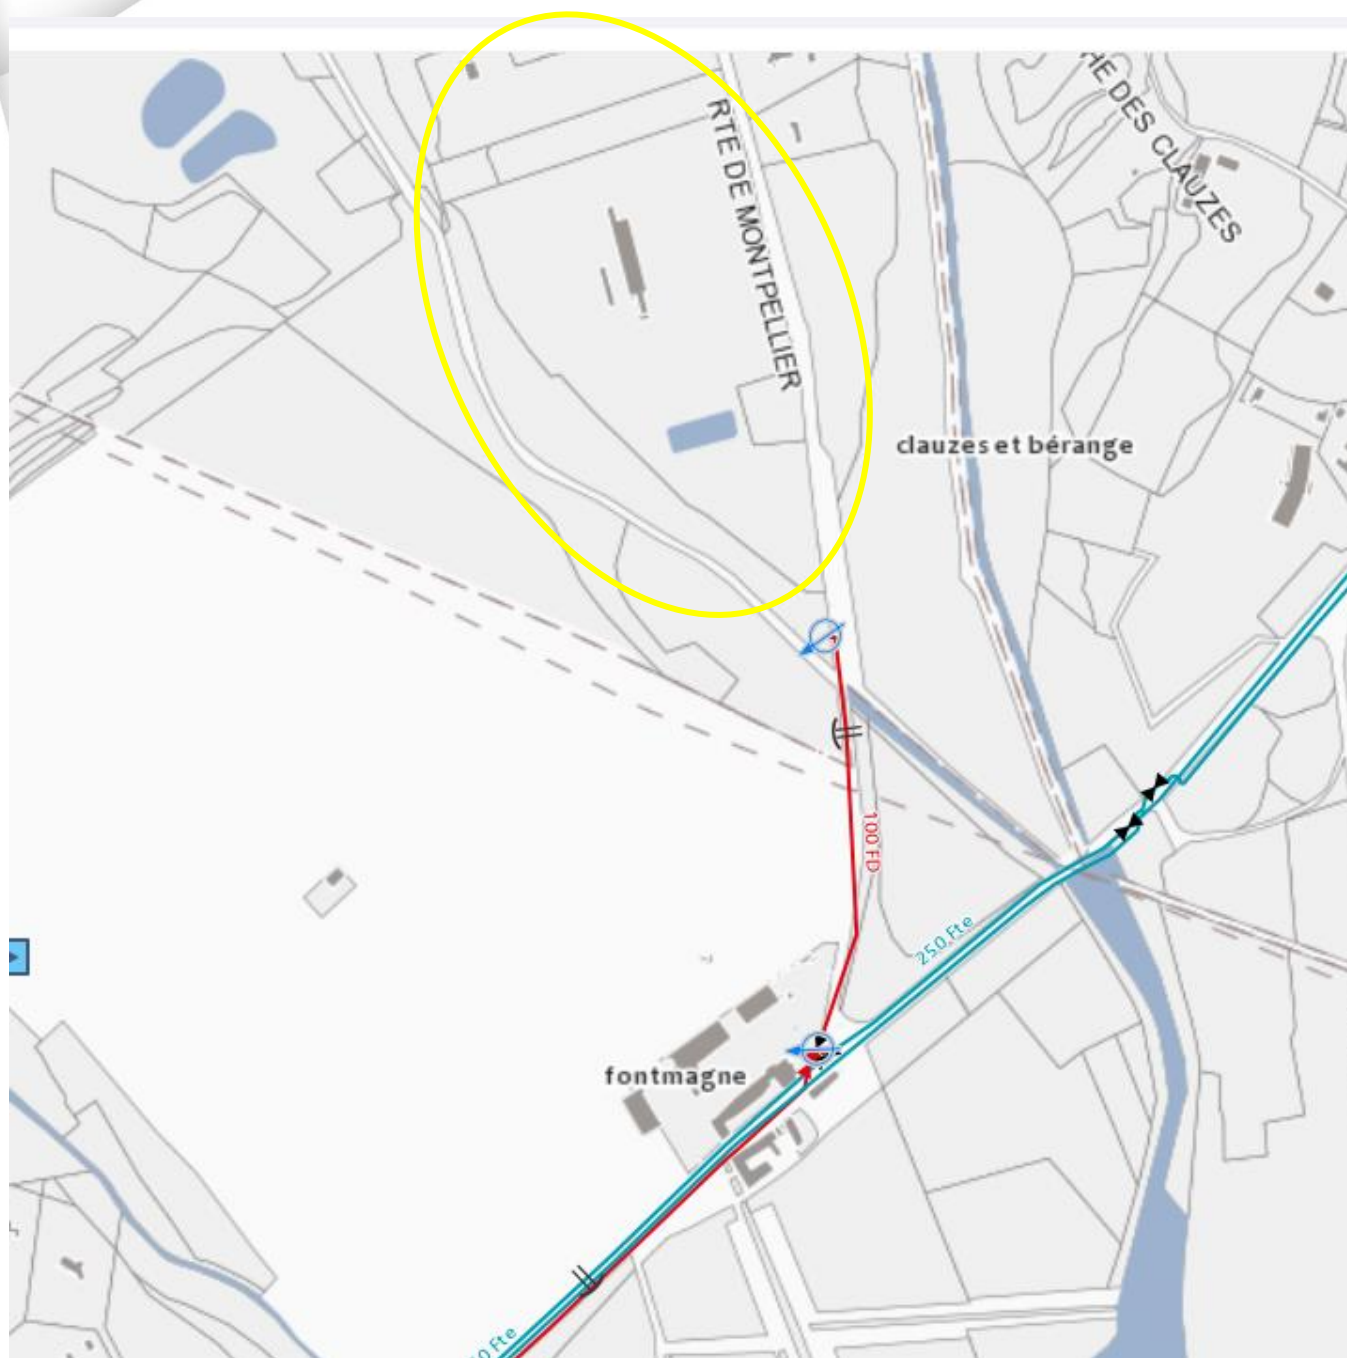 HE DES CLAUZES
RTE DE MONTPELLIER
clauzes et bérange
100 FD
250 Fte
fontmagne
0 Fte